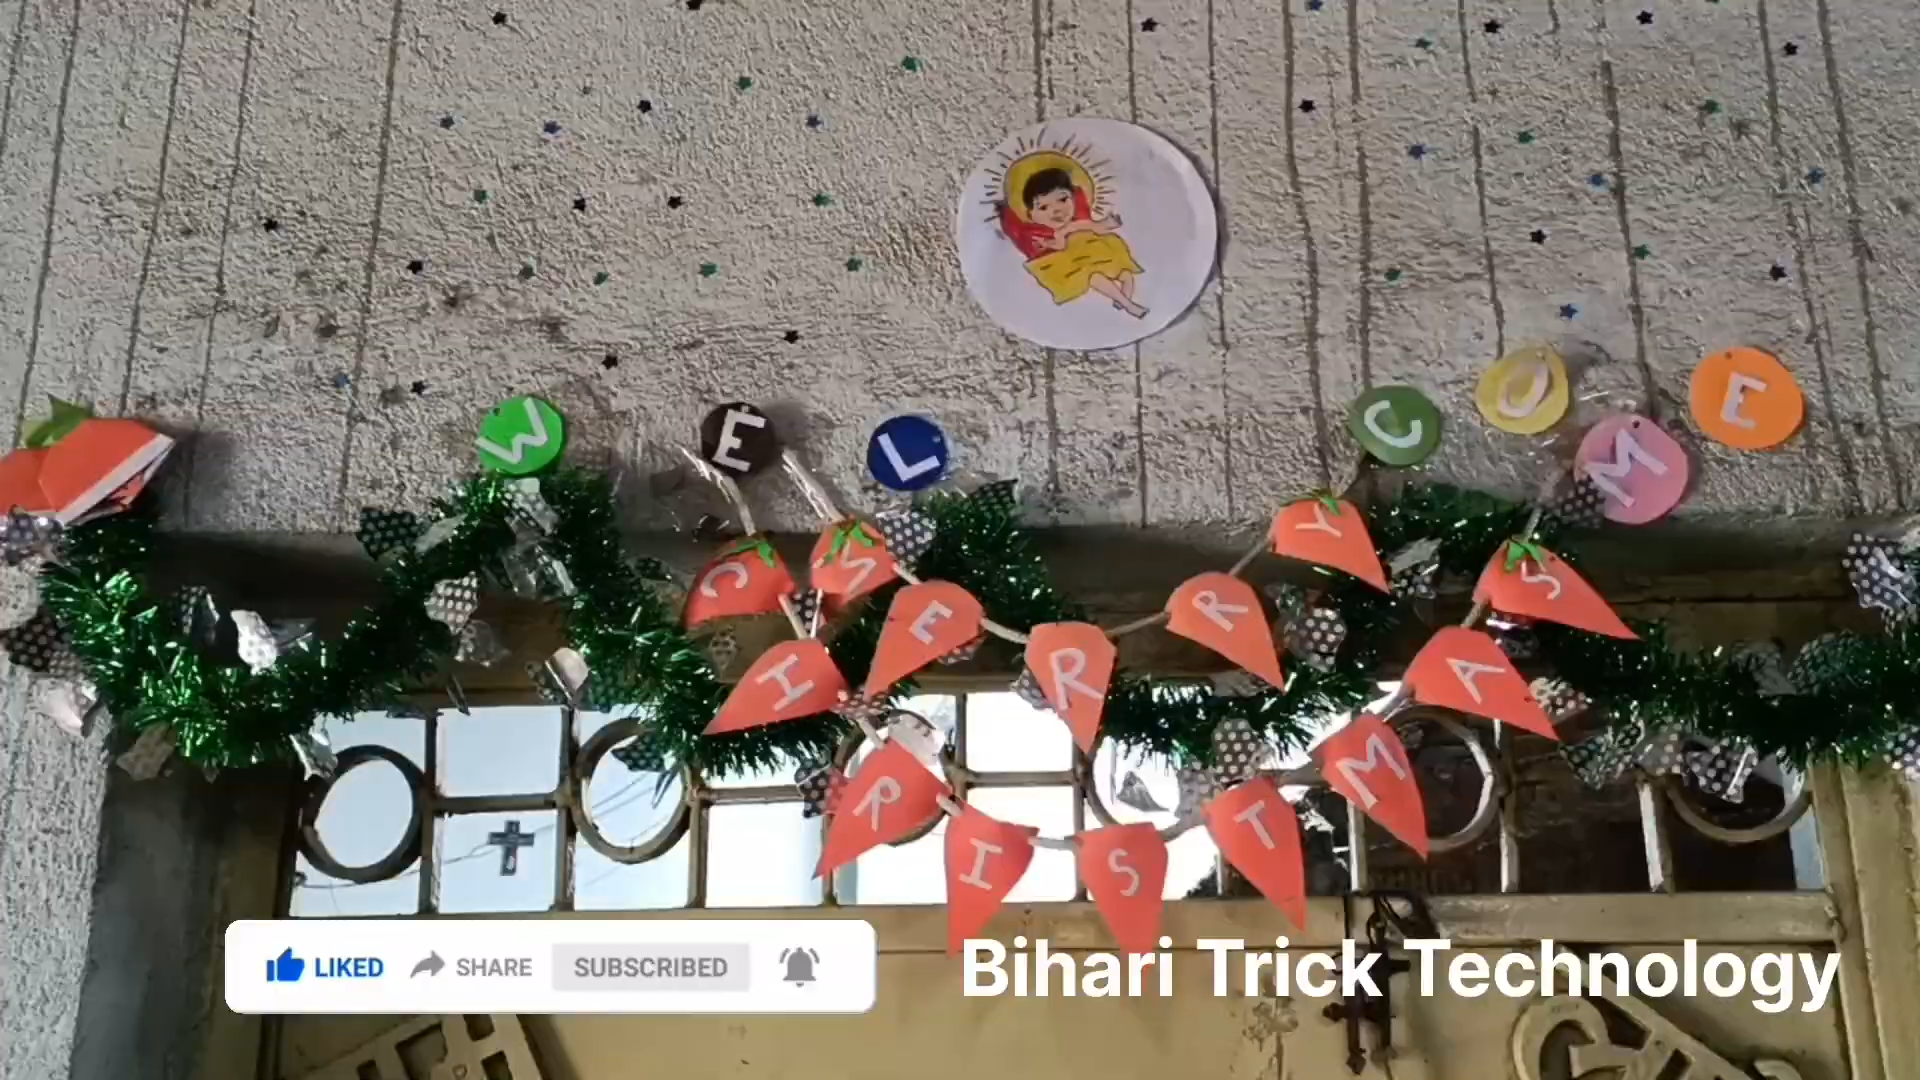 WELCOME
MERRY
CHRISTMAS
LIKED SHARE SUBSCRIBED
Bihari Trick Technology